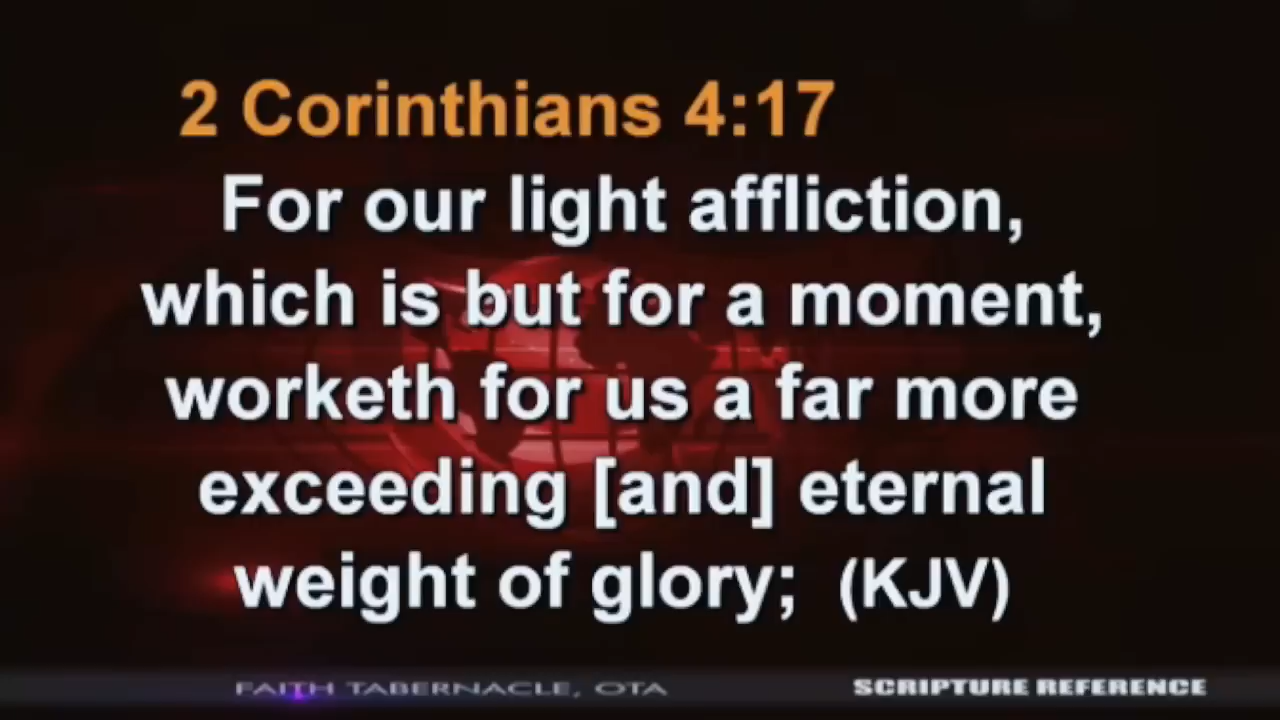 2 Corinthians 4:17
For our light affliction,
which is but for a moment,
worketh for us a far more
exceeding [and] eternal
weight of glory; (KJV)
FAITH TABERNACLE, OTA SCRIPTURE REFERENCE